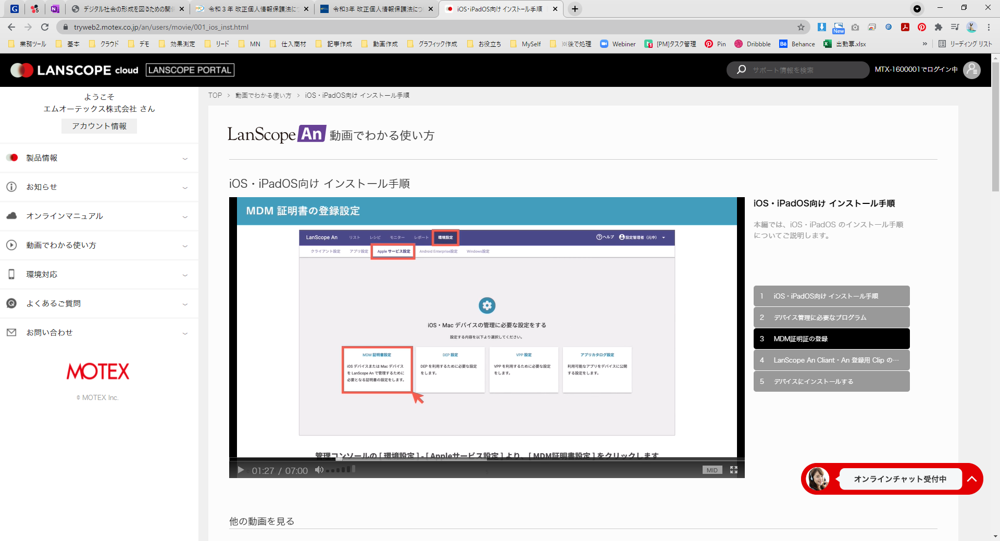 デジタル社会の形成を図るための関係
令和３年 改正個人情報保護法につ
令和3年 改正個人情報保護法につ
iOS・iPadOS向け インストール手順
tryweb2.motex.co.jp/an/users/movie/001_ios_inst.html
New
業務ツール
基本
クラウド
デモ
効果測定
リード
MN
仕入商材
記事作成
動画作成
グラフィック作成
お役立ち
MySelf
※後で処理
Webiner
[PM]タスク管理
Pin
Dribbble
Behance
出勤票.xlsx
»
リーディング リスト
LANSCOPE cloud
LANSCOPE PORTAL
サポート情報を検索
MTX-1600001でログイン中
ようこそ
エムオーテックス株式会社 さん
アカウント情報
製品情報
お知らせ
オンラインマニュアル
動画でわかる使い方
環境対応
よくあるご質問
お問い合わせ
MOTEX
© MOTEX Inc.
TOP > 動画でわかる使い方 > iOS・iPadOS向け インストール手順
LanScope An 動画でわかる使い方
iOS・iPadOS向け インストール手順
MDM 証明書の登録設定
LanScope An
リスト
レシピ
モニター
レポート
環境設定
ヘルプ
設定管理者（元中）
クライアント設定
アプリ設定
Apple サービス設定
Android Enterprise設定
Windows設定
iOS・Mac デバイスの管理に必要な設定をする
設定する内容を以下より選択してください。
MDM 証明書設定
iOS デバイスまたは Mac デバイス
を LanScope An で管理するために
必要となる証明書の設定をします。
DEP 設定
DEP を利用するために必要な設定
をします。
VPP 設定
VPP を利用するために必要な設定
をします。
アプリカタログ設定
利用可能なアプリをデバイスに公開
する設定をします。
管理コンソールの [ 環境設定 ] - [ Appleサービス設定 ] より、[ MDM証明書設定 ] をクリックします
01:27 / 07:00
MID
iOS・iPadOS向け インストール手順
本編では、iOS・iPadOS のインストール手順
についてご説明します。
1 iOS・iPadOS向け インストール手順
2 デバイス管理に必要なプログラム
3 MDM証明証の登録
4 LanScope An Cliant・An 登録用 Clip の…
5 デバイスにインストールする
オンラインチャット受付中
他の動画を見る